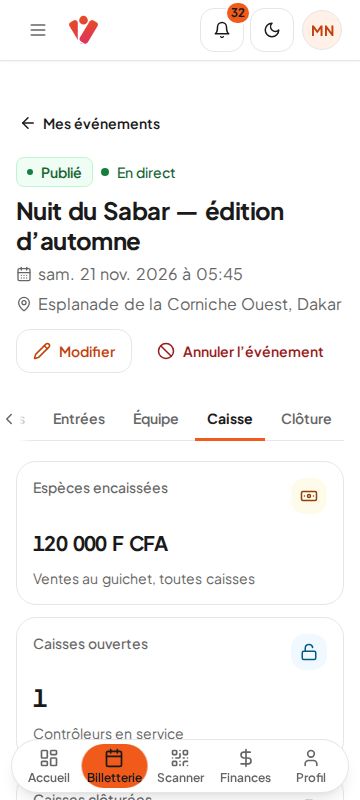 32
MN
Mes événements
Publié
En direct
Nuit du Sabar — édition
d’automne
sam. 21 nov. 2026 à 05:45
Esplanade de la Corniche Ouest, Dakar
Modifier
Annuler l’événement
Entrées
Équipe
Caisse
Clôture
Espèces encaissées
120 000 F CFA
Ventes au guichet, toutes caisses
Caisses ouvertes
1
Contrôleurs en service
Accueil
Billetterie
Scanner
Finances
Profil
Caisses clôturées